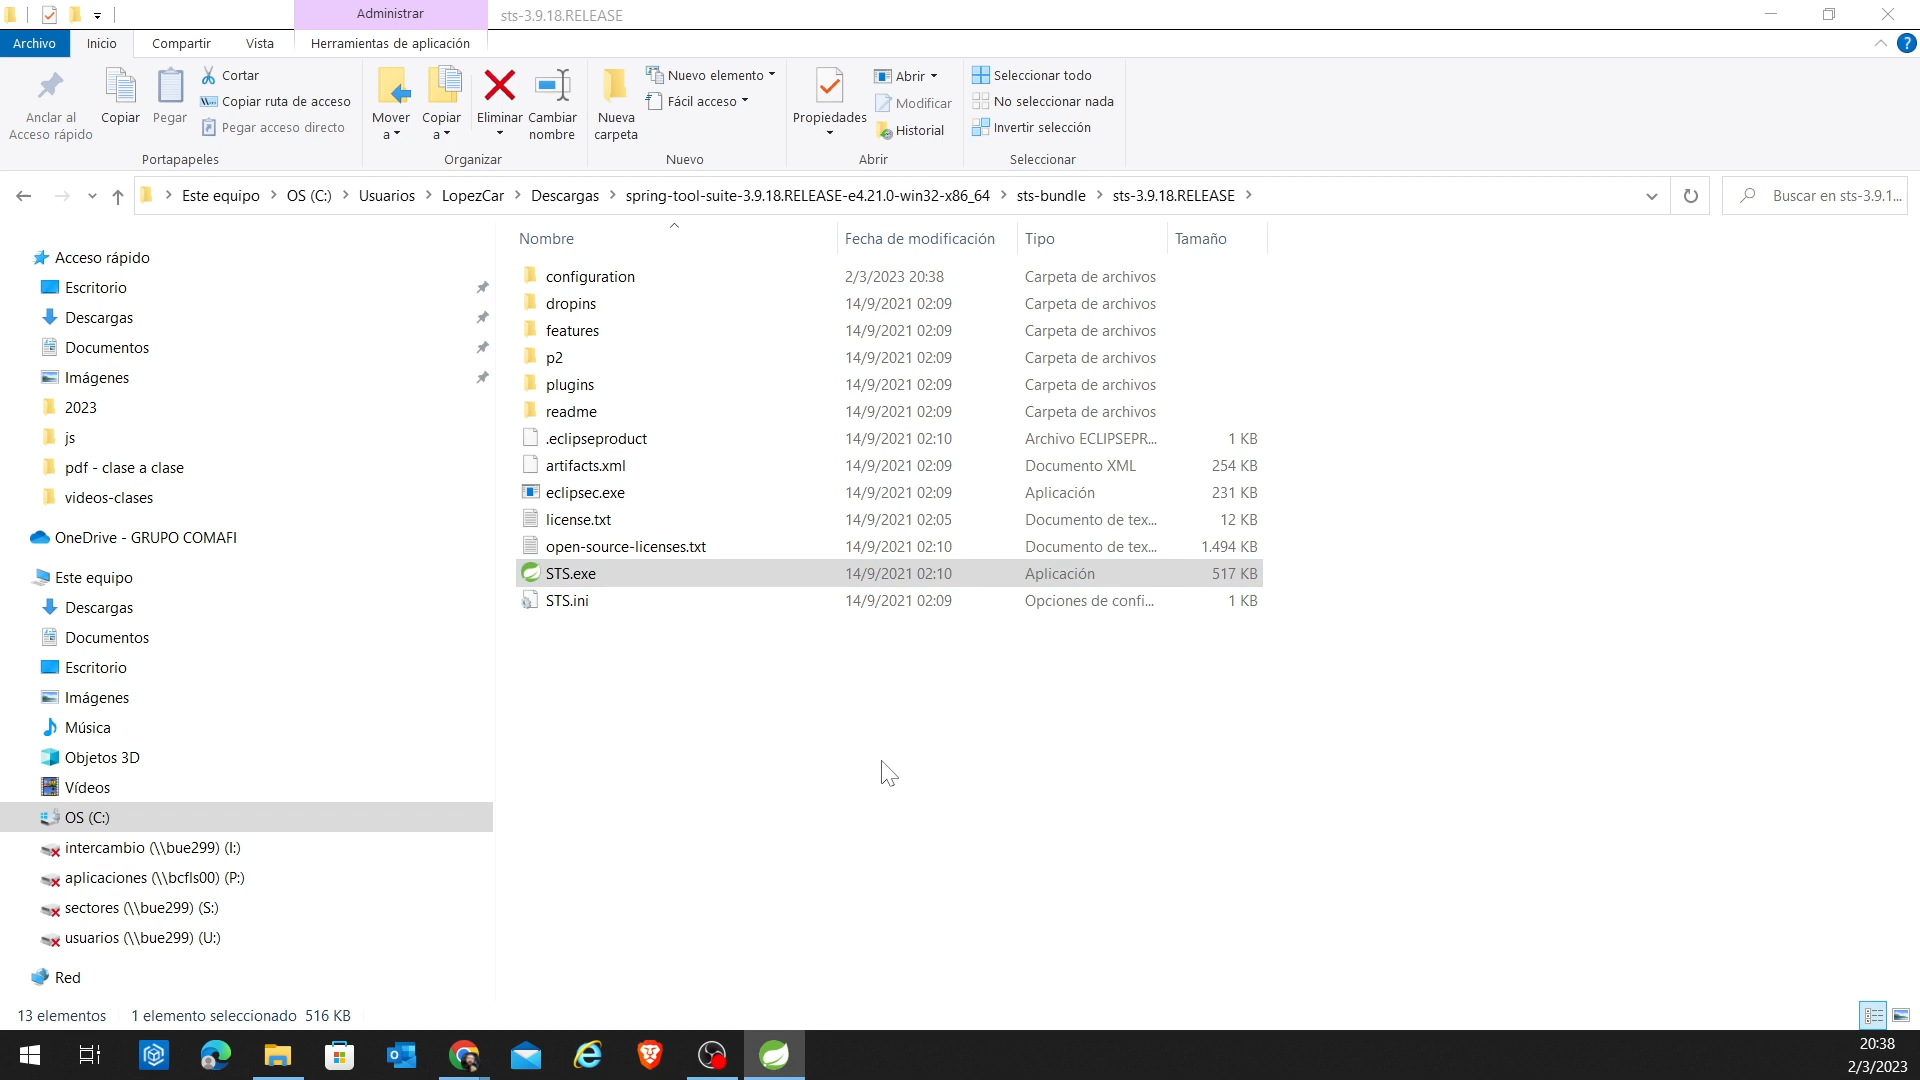 Administrar
sts-3.9.18.RELEASE
Archivo
Inicio
Compartir
Vista
Herramientas de aplicación
?
Anclar al
Acceso rápido
Copiar
Pegar
Cortar
Copiar ruta de acceso
Pegar acceso directo
Portapapeles
Mover
a
Copiar
a
Eliminar
Cambiar
nombre
Organizar
Nueva
carpeta
Nuevo elemento
Fácil acceso
Nuevo
Propiedades
Abrir
Modificar
Historial
Abrir
Seleccionar todo
No seleccionar nada
Invertir selección
Seleccionar
Este equipo > OS (C:) > Usuarios > LopezCar > Descargas > spring-tool-suite-3.9.18.RELEASE-e4.21.0-win32-x86_64 > sts-bundle > sts-3.9.18.RELEASE >
Buscar en sts-3.9.1...
Nombre Fecha de modificación Tipo Tamaño
configuration 2/3/2023 20:38 Carpeta de archivos
dropins 14/9/2021 02:09 Carpeta de archivos
features 14/9/2021 02:09 Carpeta de archivos
p2 14/9/2021 02:09 Carpeta de archivos
plugins 14/9/2021 02:09 Carpeta de archivos
readme 14/9/2021 02:09 Carpeta de archivos
.eclipseproduct 14/9/2021 02:10 Archivo ECLIPSEPR... 1 KB
artifacts.xml 14/9/2021 02:09 Documento XML 254 KB
eclipsec.exe 14/9/2021 02:09 Aplicación 231 KB
license.txt 14/9/2021 02:05 Documento de tex... 12 KB
open-source-licenses.txt 14/9/2021 02:10 Documento de tex... 1.494 KB
STS.exe 14/9/2021 02:10 Aplicación 517 KB
STS.ini 14/9/2021 02:09 Opciones de confi... 1 KB
Acceso rápido
Escritorio
Descargas
Documentos
Imágenes
2023
js
pdf - clase a clase
videos-clases
OneDrive - GRUPO COMAFI
Este equipo
Descargas
Documentos
Escritorio
Imágenes
Música
Objetos 3D
Vídeos
OS (C:)
intercambio (\\bue299) (I:)
aplicaciones (\\bcfls00) (P:)
sectores (\\bue299) (S:)
usuarios (\\bue299) (U:)
Red
13 elementos 1 elemento seleccionado 516 KB
20:38
2/3/2023